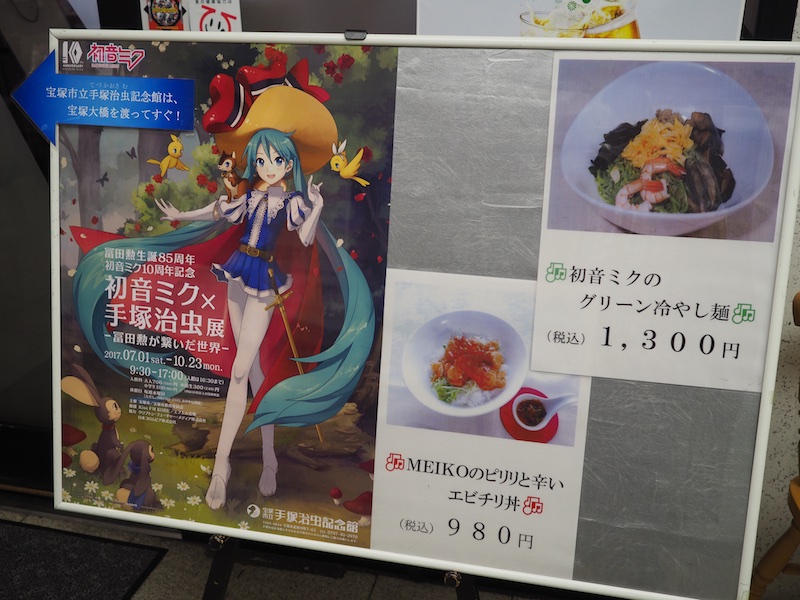 宝塚市立手塚治虫記念館は、
宝塚大橋を渡ってすぐ!
初音ミク
冨田勲生誕85周年
初音ミク10周年記念
初音ミク×
手塚治虫展
-冨田勲が繋いだ世界-
2017.07.01 sat.-10.23 mon.
9:30-17:00
手塚治虫記念館
初音ミクの
グリーン冷やし麺
(税込) 1,300円
MEIKOのピリリと辛い
エビチリ丼
(税込) 980円